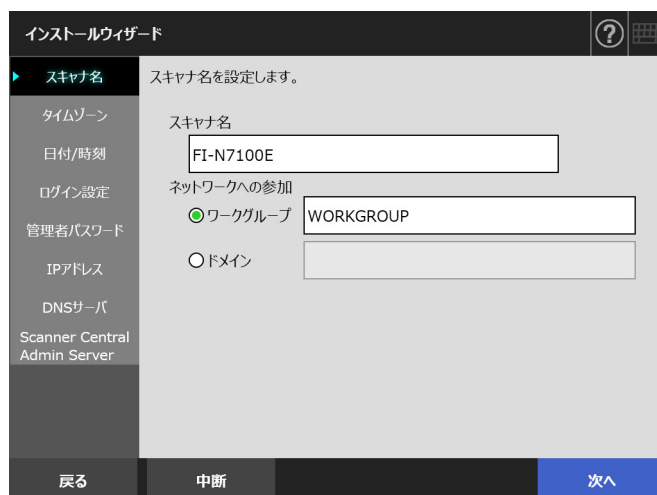 インストールウィザード
スキャナ名
タイムゾーン
日付/時刻
ログイン設定
管理者パスワード
IPアドレス
DNSサーバ
Scanner Central
Admin Server
スキャナ名を設定します。
スキャナ名
FI-N7100E
ネットワークへの参加
ワークグループ WORKGROUP
ドメイン
戻る 中断 次へ